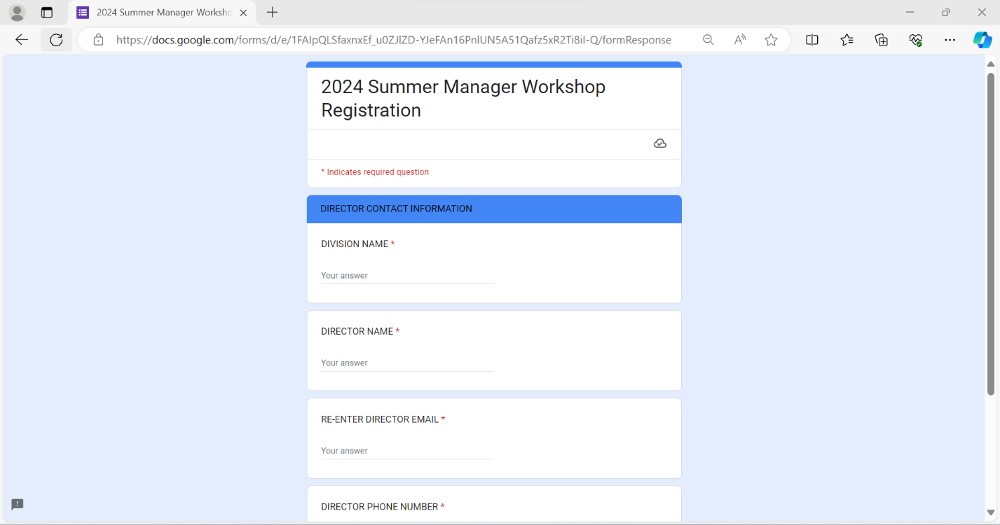 2024 Summer Manager Worksho
https://docs.google.com/forms/d/e/1FAIpQLSfaxnxEf_u0ZJlZD-YJeFAn16PnlUN5A51Qafz5xR2Ti8iI-Q/formResponse
2024 Summer Manager Workshop
Registration
* Indicates required question
DIRECTOR CONTACT INFORMATION
DIVISION NAME *
Your answer
DIRECTOR NAME *
Your answer
RE-ENTER DIRECTOR EMAIL *
Your answer
DIRECTOR PHONE NUMBER *